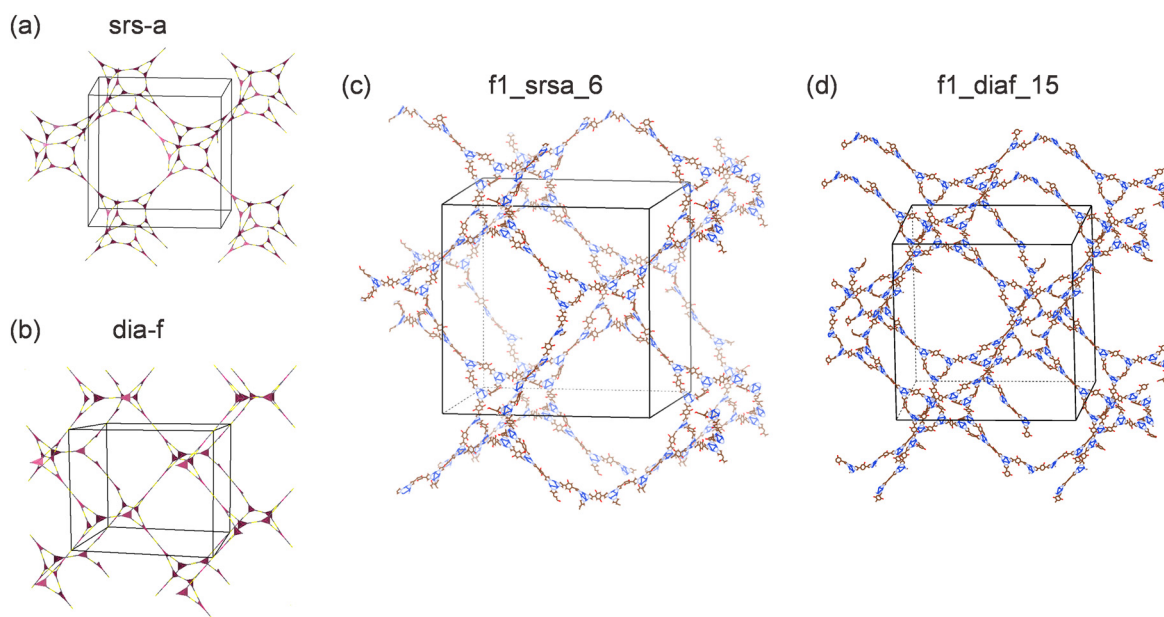 (a) srs-a
(b) dia-f
(c) f1_srsa_6
(d) f1_diaf_15